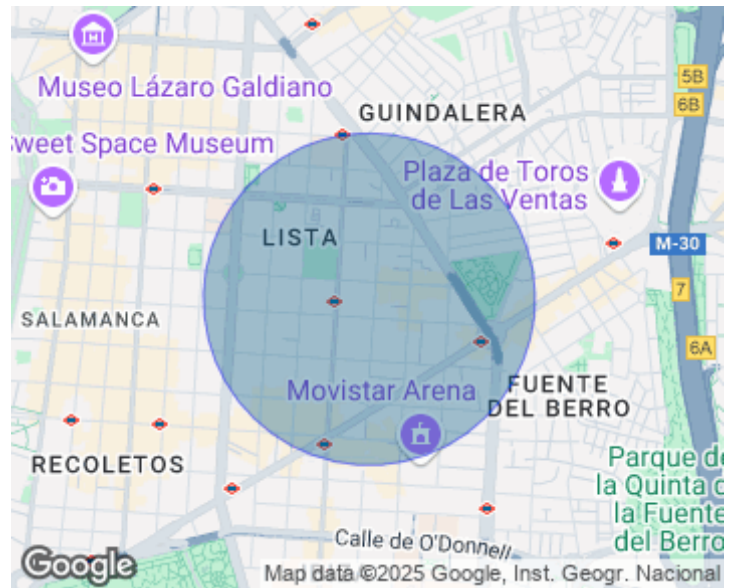 5B
6B
Museo Lázaro Galdiano
GUINDALERA
Sweet Space Museum
Plaza de Toros
de Las Ventas
LISTA
M-30
7
SALAMANCA
6A
Movistar Arena
FUENTE
DEL BERRO
RECOLETOS
Parque de
la Quinta d
la Fuente
del Berro
Calle de O'Donnell
Google
Map data ©2025 Google, Inst. Geogr. Nacional